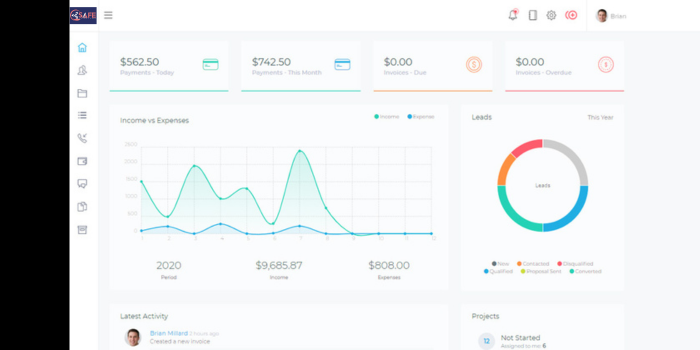 SAFE
Brian
$562.50
Payments - Today
$742.50
Payments - This Month
$0.00
Invoices - Due
$0.00
Invoices - Overdue
Income vs Expenses
Income
Expense
2500
2000
1500
1000
500
0
1 2 3 4 5 6 7 8 9 10 11 12
2020
Period
$9,685.87
Income
$808.00
Expenses
Leads
This Year
Leads
New
Contacted
Disqualified
Qualified
Proposal Sent
Converted
Latest Activity
Brian Millard 2 hours ago
Created a new invoice
Projects
12
Not Started
Assigned to me: 6